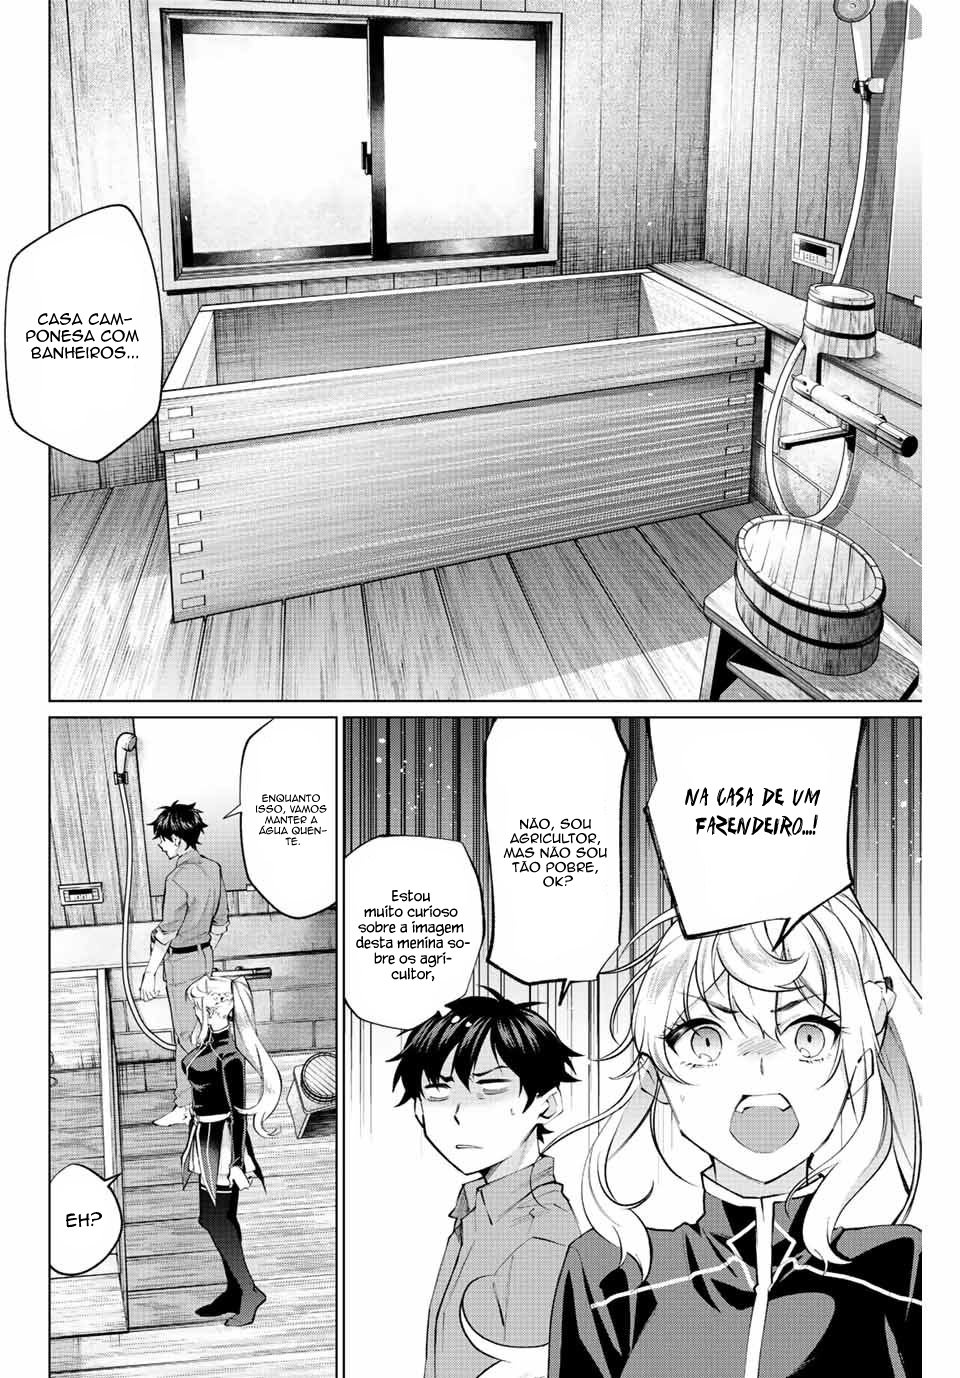 CASA CAM-
PONESA COM
BANHEIROS...
NA CASA DE UM
FAZENDEIRO...!
NÃO, SOU
AGRICULTOR,
MAS NÃO SOU
TÃO POBRE,
OK?
Estou
muito curioso
sobre a imagem
desta menina so-
bre os agri-
cultor,
ENQUANTO
ISSO, VAMOS
MANTER A
ÁGUA QUEN-
TE.
EH?